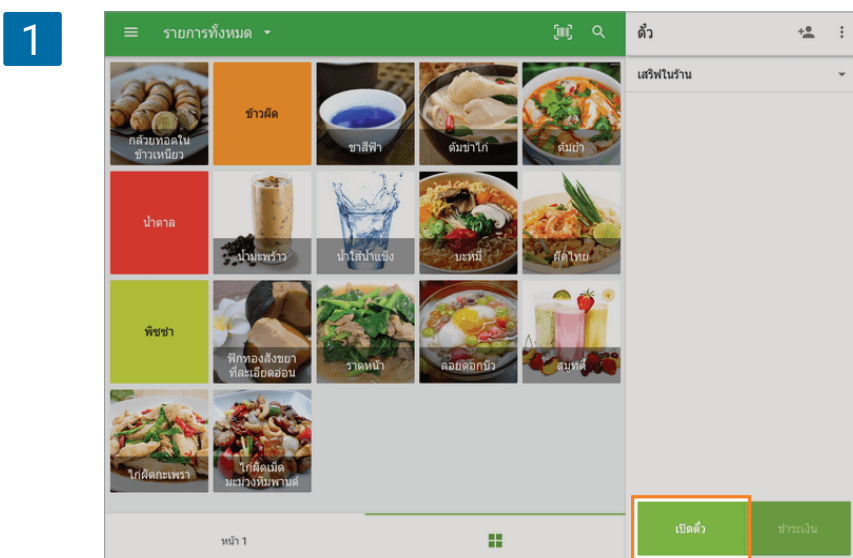 1
รายการทั้งหมด
ตั๋ว
เสริฟในร้าน
กล้วยทอดใน
ข้าวเหนียว
ข้าวผัด
ชาสีฟ้า
ต้มข่าไก่
ต้มยำ
น้ำตาล
น้ำมะพร้าว
น้ำใส่น้ำแข็ง
บะหมี่
ผัดไทย
พิซซ่า
ฟักทองสังขยา
ที่ละเอียดอ่อน
ราดหน้า
ลอยดอกบัว
สมูทตี้
ไก่ผัดกะเพรา
ไก่ผัดเม็ด
มะม่วงหิมพานต์
หน้า 1
เปิดตั๋ว
ชำระเงิน